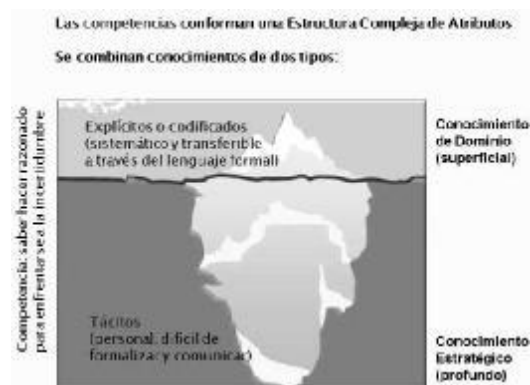 Las competencias conforman una Estructura Compleja de Atributos
Se combinan conocimientos de dos tipos:
Competencia: saber hacer razonado
para enfrentarse a la incertidumbre
Explícitos o codificados
(sistemático y transferible
a través del lenguaje formal)
Conocimiento
de Dominio
(superficial)
Tácitos
(personal, difícil de
formalizar y comunicar)
Conocimiento
Estratégico
(profundo)